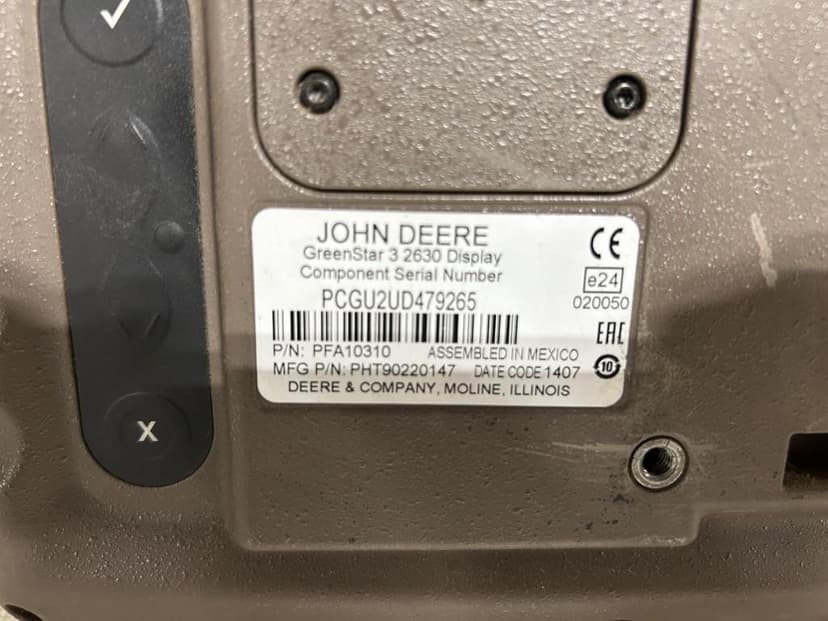 JOHN DEERE
GreenStar 3 2630 Display
Component Serial Number
PCGU2UD479265
P/N: PFA10310 ASSEMBLED IN MEXICO
MFG P/N: PHT90220147 DATE CODE 1407
DEERE & COMPANY, MOLINE, ILLINOIS
CE
e24
020050
EAC
10
X